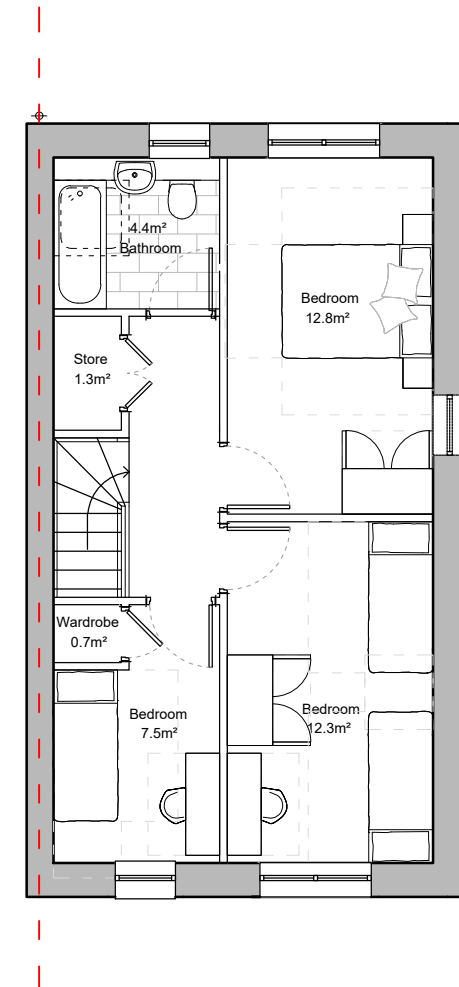 4.4m²
Bathroom
Bedroom
12.8m²
Store
1.3m²
Wardrobe
0.7m²
Bedroom
7.5m²
Bedroom
12.3m²